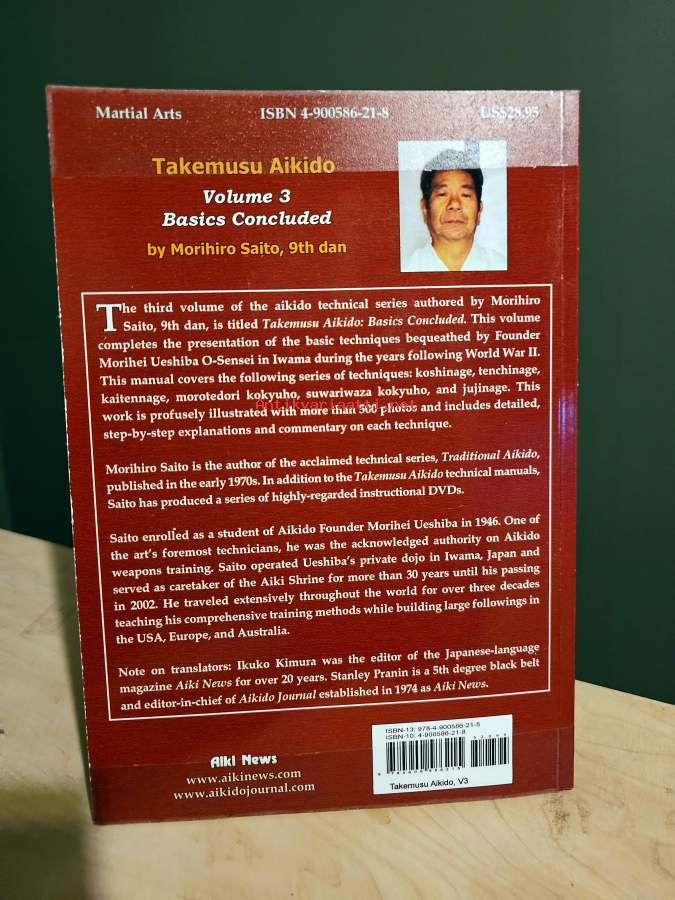 Martial Arts ISBN 4-900586-21-8 US$28.95
Takemusu Aikido
Volume 3
Basics Concluded
by Morihiro Saito, 9th dan
The third volume of the aikido technical series authored by Morihiro
Saito, 9th dan, is titled Takemusu Aikido: Basics Concluded. This volume
completes the presentation of the basic techniques bequeathed by Founder
Morihei Ueshiba O-Sensei in Iwama during the years following World War II.
This manual covers the following series of techniques: koshinage, tenchinage,
kaitennage, morotedori kokyuho, suwariwaza kokyuho, and jujinage. This
work is profusely illustrated with more than 500 photos and includes detailed,
step-by-step explanations and commentary on each technique.
Antikvariaatti.net
Morihiro Saito is the author of the acclaimed technical series, Traditional Aikido,
published in the early 1970s. In addition to the Takemusu Aikido technical manuals,
Saito has produced a series of highly-regarded instructional DVDs.
Saito enrolled as a student of Aikido Founder Morihei Ueshiba in 1946. One of
the art's foremost technicians, he was the acknowledged authority on Aikido
weapons training. Saito operated Ueshiba's private dojo in Iwama, Japan and
served as caretaker of the Aiki Shrine for more than 30 years until his passing
in 2002. He traveled extensively throughout the world for over three decades
teaching his comprehensive training methods while building large followings in
the USA, Europe, and Australia.
Note on translators: Ikuko Kimura was the editor of the Japanese-language
magazine Aiki News for over 20 years. Stanley Pranin is a 5th degree black belt
and editor-in-chief of Aikido Journal established in 1974 as Aiki News.
Aiki News
www.aikinews.com
www.aikidojournal.com
ISBN-13: 978-4-900586-21-5
ISBN-10: 4-900586-21-8
Takemusu Aikido, V3